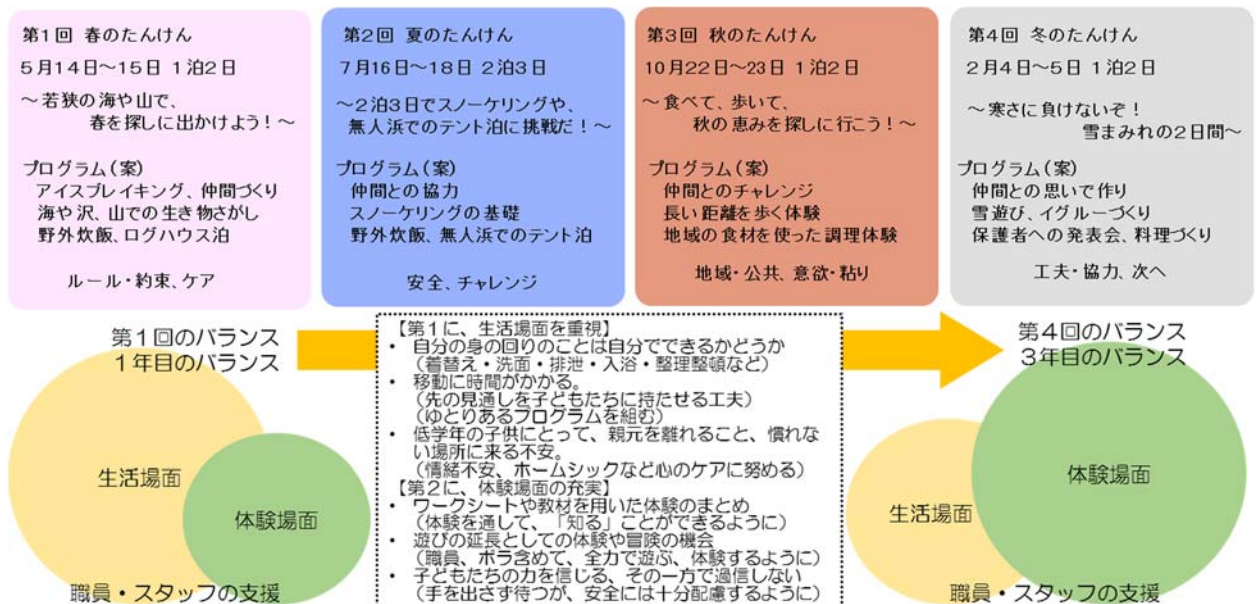 第1回 春のたんけん
5月14日～15日 1泊2日
～若狭の海や山で、
春を探しに出かけよう！～
プログラム(案)
アイスブレイキング、仲間づくり
海や沢、山での生き物さがし
野外炊飯、ログハウス泊
ルール・約束、ケア
第2回 夏のたんけん
7月16日～18日 2泊3日
～2泊3日でスノーケリングや、
無人浜でのテント泊に挑戦だ！～
プログラム(案)
仲間との協力
スノーケリングの基礎
野外炊飯、無人浜でのテント泊
安全、チャレンジ
第3回 秋のたんけん
10月22日～23日 1泊2日
～食べて、歩いて、
秋の恵みを探しに行こう！～
プログラム(案)
仲間とのチャレンジ
長い距離を歩く体験
地域の食材を使った調理体験
地域・公共、意欲・粘り
第4回 冬のたんけん
2月4日～5日 1泊2日
～寒さに負けないぞ！
雪まみれの2日間～
プログラム(案)
仲間との思いで作り
雪遊び、イグルーづくり
保護者への発表会、料理づくり
工夫・協力、次へ
第1回のバランス
1年目のバランス
生活場面
体験場面
職員・スタッフの支援
【第1に、生活場面を重視】
・ 自分の身の回りのことは自分でできるかどうか
(着替え・洗面・排泄・入浴・整理整頓など)
・ 移動に時間がかかる。
(先の見通しを子どもたちに持たせる工夫)
(ゆとりあるプログラムを組む)
・ 低学年の子供にとって、親元を離れること、慣れな
い場所に来る不安。
(情緒不安、ホームシックなど心のケアに努める)
【第2に、体験場面の充実】
・ ワークシートや教材を用いた体験のまとめ
(体験を通して、「知る」ことができるように)
・ 遊びの延長としての体験や冒険の機会
(職員、ボラ含めて、全力で遊ぶ、体験するように)
・ 子どもたちの力を信じる、その一方で過信しない
(手を出さず待つが、安全には十分配慮するように)
第4回のバランス
3年目のバランス
生活場面
体験場面
職員・スタッフの支援